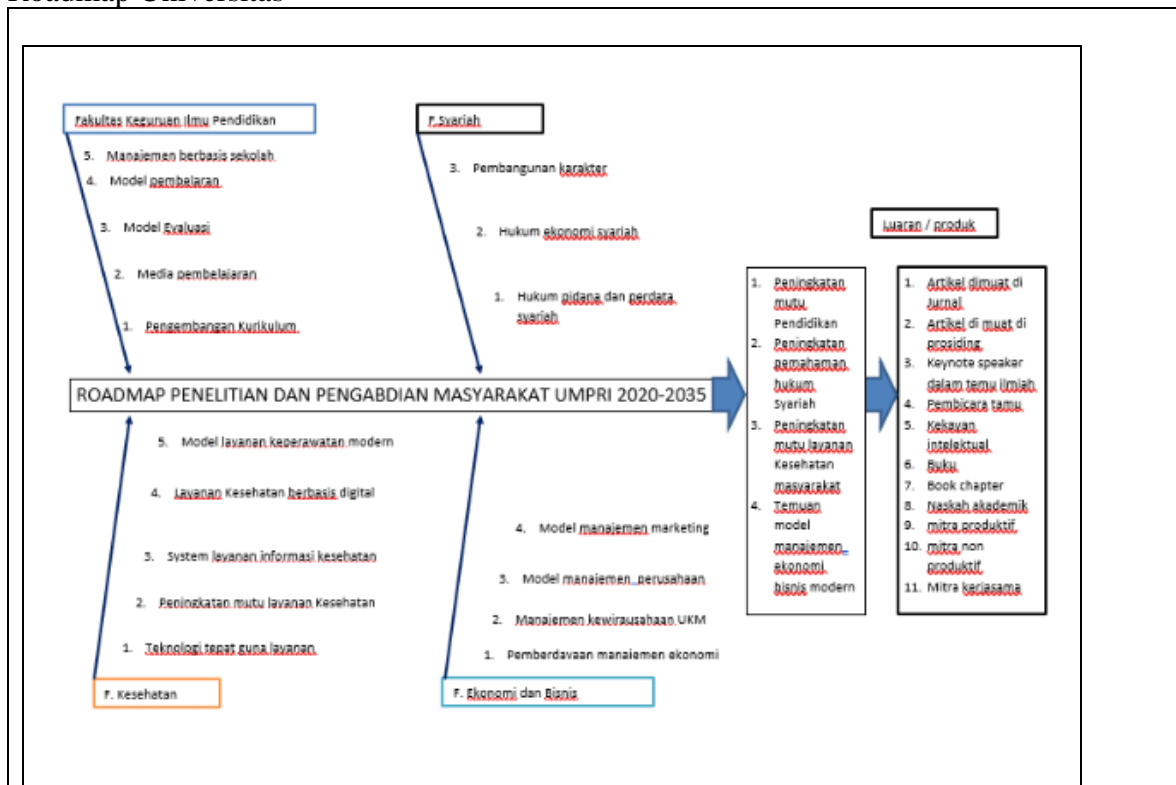 Roadmap Universitas
Fakultas Keguruan Ilmu Pendidikan
5. Manajemen berbasis sekolah
4. Model pembelaran
3. Model Evaluasi
2. Media pembelajaran
1. Pengembangan Kurikulum
F.Syariah
3. Pembangunan karakter
2. Hukum ekonomi syariah
1. Hukum pidana dan perdata
syariah
ROADMAP PENELITIAN DAN PENGABDIAN MASYARAKAT UMPRI 2020-2035
5. Model layanan keperawatan modern
4. Layanan Kesehatan berbasis digital
3. System layanan informasi kesehatan
2. Peningkatan mutu layanan Kesehatan
1. Teknologi tepat guna layanan
F. Kesehatan
4. Model manajemen marketing
3. Model manajemen perusahaan
2. Manajemen kewirausahaan UKM
1. Pemberdayaan manajemen ekonomi
F. Ekonomi dan Bisnis
1. Peningkatan
mutu
Pendidikan
2. Peningkatan
pemahaman
hukum
Syariah
3. Peningkatan
mutu layanan
Kesehatan
masyarakat
4. Temuan
model
manajemen
ekonomi
bisnis modern
Luaran / produk
1. Artikel dimuat di
Jurnal
2. Artikel di muat di
prosiding
3. Keynote speaker
dalam temu ilmiah
4. Pembicara tamu
5. Kekayan
intelektual
6. Buku
7. Book chapter
8. Naskah akademik
9. mitra produktif
10. mitra non
produktif
11. Mitra kerjasama